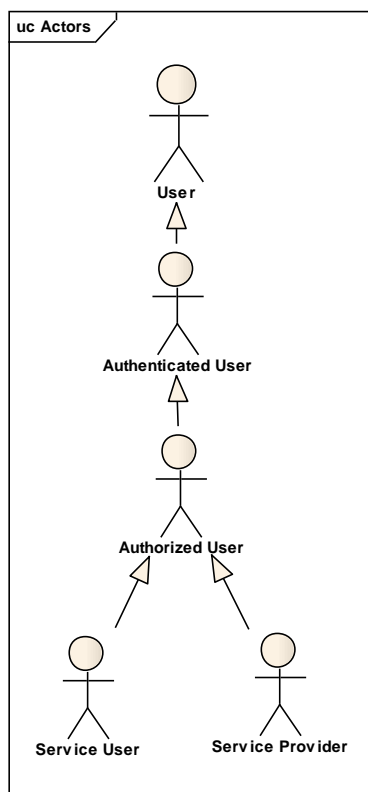 uc Actors
User
Authenticated User
Authorized User
Service User
Service Provider